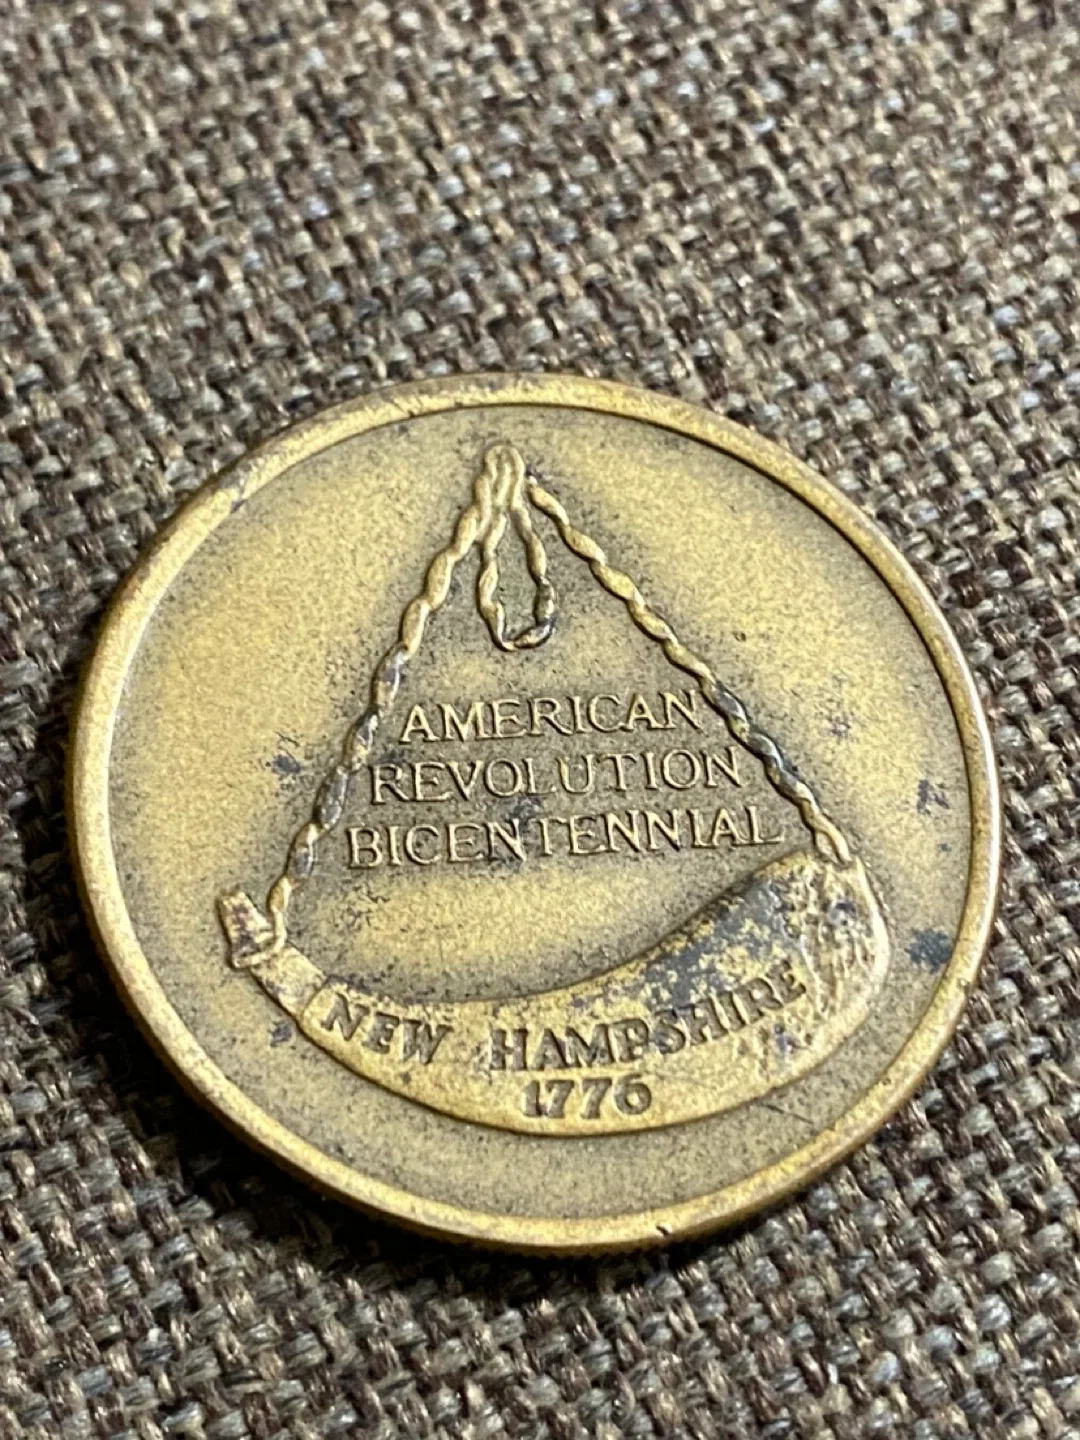 AMERICAN
REVOLUTION
BICENTENNIAL
NEW HAMPSHIRE
1776